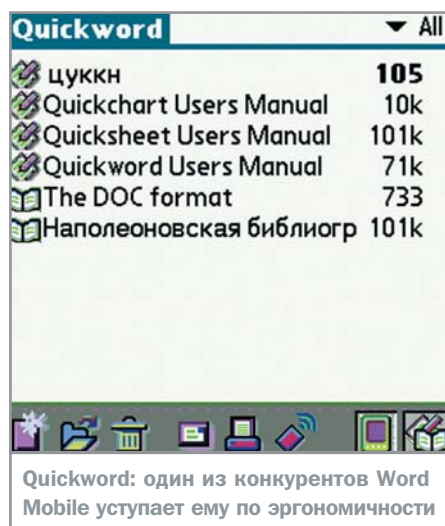 Quickword All
цуккн 105
Quickchart Users Manual 10k
Quicksheet Users Manual 101k
Quickword Users Manual 71k
The DOC format 733
Наполеоновская библиогр 101k
Quickword: один из конкурентов Word
Mobile уступает ему по эргономичности